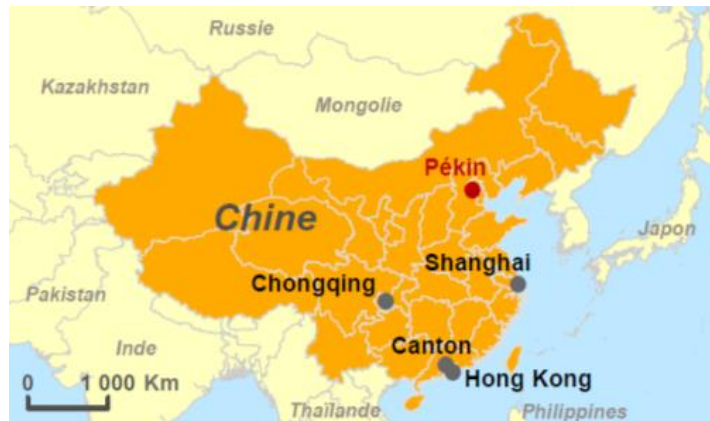 Russie
Kazakhstan
Mongolie
Pékin
Chine
Japon
Shanghai
Chongqing
Pakistan
Canton
Inde
Hong Kong
0 1 000 Km
Thaïlande
Philippines